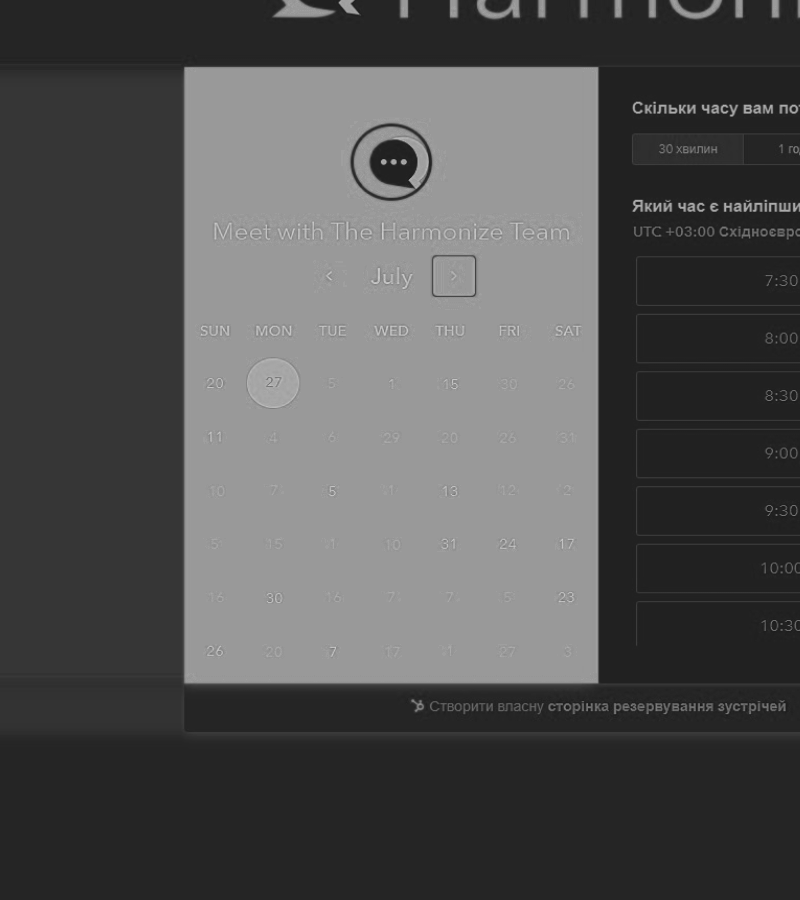 Harmoni
Meet with The Harmonize Team
July
SUN MON TUE WED THU FRI SAT
20 27 5 1 15 30 26
11 4 6 29 20 26 31
10 7 5 1 13 12 2
5 15 1 10 31 24 17
16 30 16 7 7 5 23
26 20 7 17 1 27 3
Скільки часу вам пот
30 хвилин 1 го
Який час є найліпши
UTC +03:00 Східноєвро
7:30
8:00
8:30
9:00
9:30
10:00
10:30
Створити власну сторінка резервування зустрічей